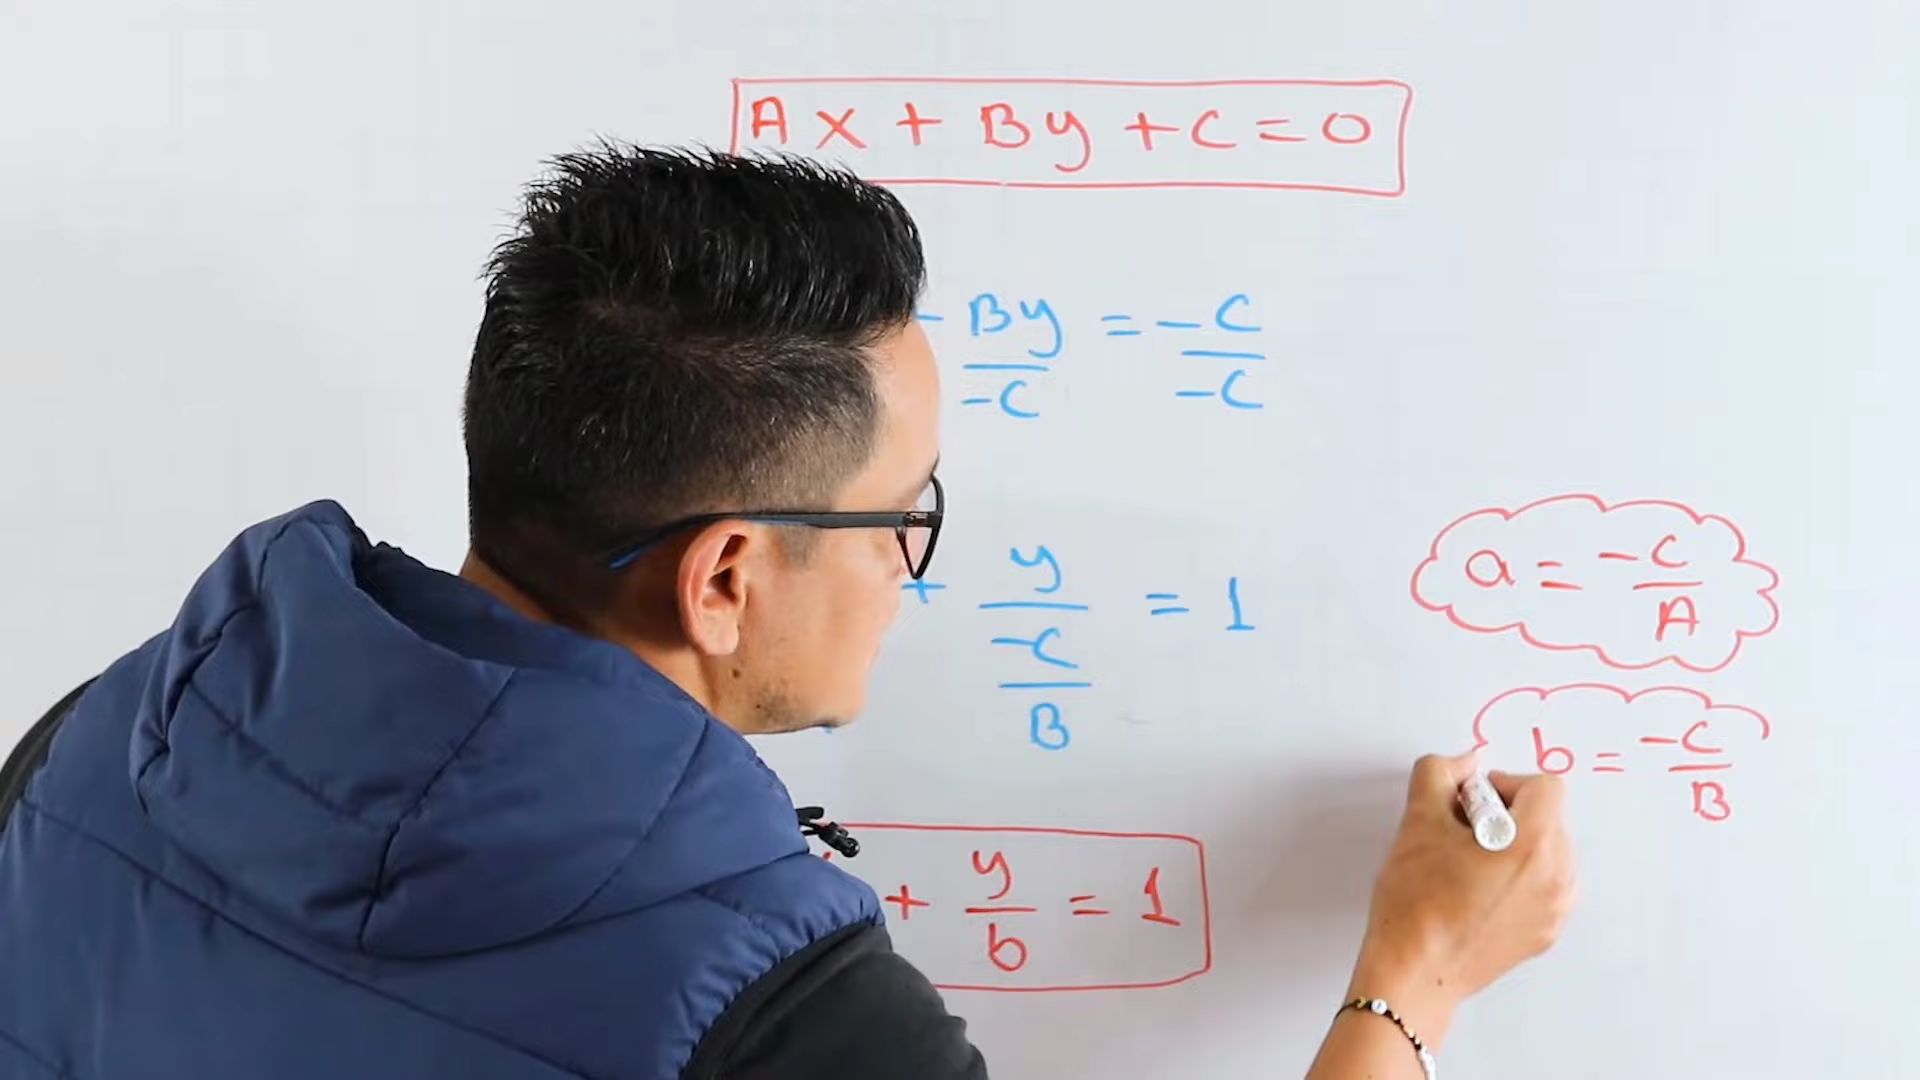 Ax + By + C = 0
- By/-C = -C/-C
+ y/(-C/B) = 1
a = -C/A
b = -C/B
+ y/b = 1